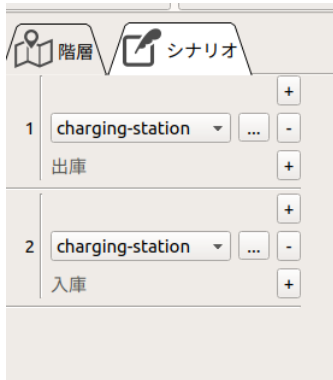 階層 シナリオ
+
1 charging-station ... -
出庫 +
+
2 charging-station ... -
入庫 +